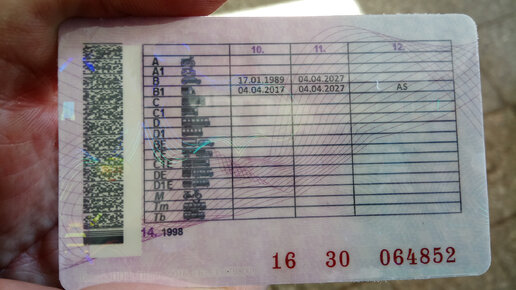 10. 11. 12.
A
A1
B 17.01.1989 04.04.2027
B1 04.04.2017 04.04.2027 AS
C
C1
D
D1
BE
CE
C1E
DE
D1E
M
Tm
Tb
14. 1998
16 30 064852